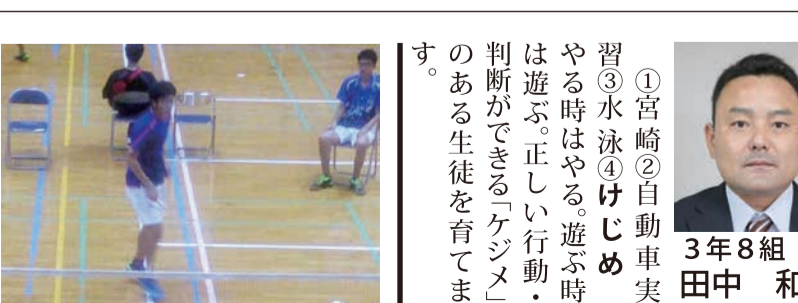 ①宮崎②自動車実
習③水泳④けじめ
やる時はやる。遊ぶ時
は遊ぶ。正しい行動・
判断ができる「ケジメ」
のある生徒を育てま
す。
3年8組
田中 和